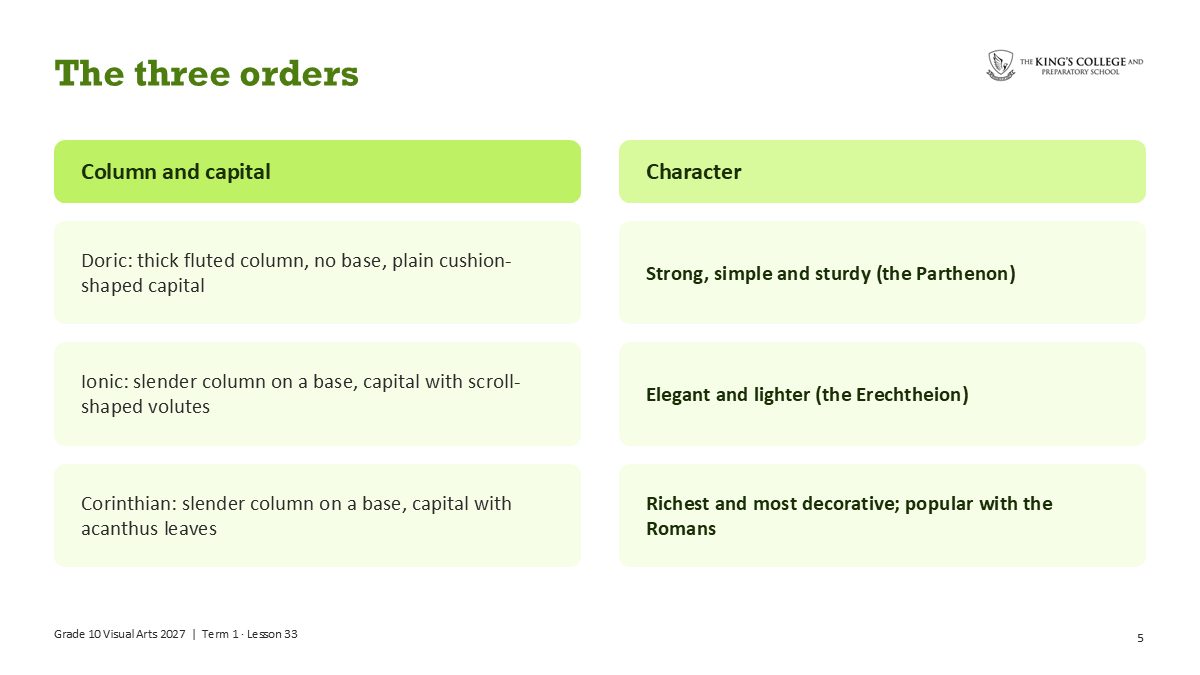 The three orders
THE KING'S COLLEGE AND
PREPARATORY SCHOOL
Column and capital
Character
Doric: thick fluted column, no base, plain cushion-
shaped capital
Strong, simple and sturdy (the Parthenon)
Ionic: slender column on a base, capital with scroll-
shaped volutes
Elegant and lighter (the Erechtheion)
Corinthian: slender column on a base, capital with
acanthus leaves
Richest and most decorative; popular with the
Romans
Grade 10 Visual Arts 2027 | Term 1 · Lesson 33
5